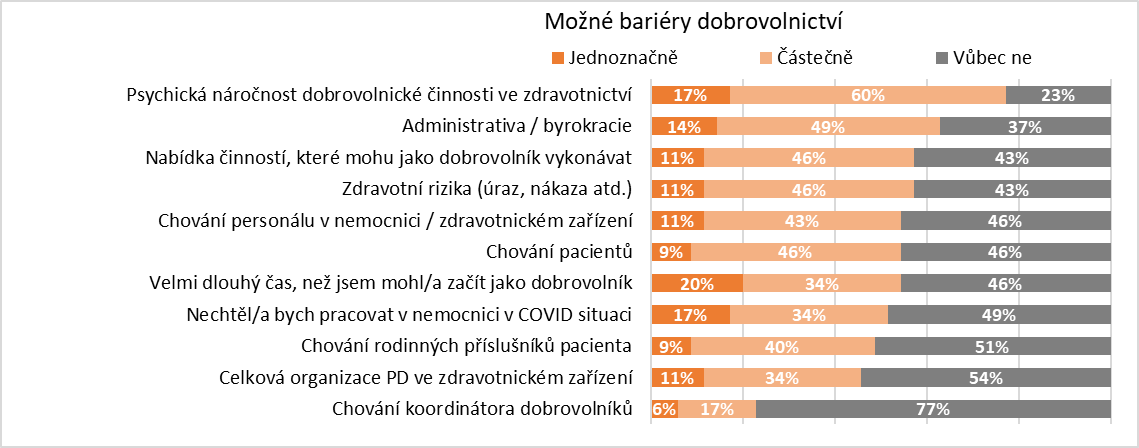 Možné bariéry dobrovolnictví
Jednoznačně Částečně Vůbec ne
Psychická náročnost dobrovolnické činnosti ve zdravotnictví 17% 60% 23%
Administrativa / byrokracie 14% 49% 37%
Nabídka činností, které mohu jako dobrovolník vykonávat 11% 46% 43%
Zdravotní rizika (úraz, nákaza atd.) 11% 46% 43%
Chování personálu v nemocnici / zdravotnickém zařízení 11% 43% 46%
Chování pacientů 9% 46% 46%
Velmi dlouhý čas, než jsem mohl/a začít jako dobrovolník 20% 34% 46%
Nechtěl/a bych pracovat v nemocnici v COVID situaci 17% 34% 49%
Chování rodinných příslušníků pacienta 9% 40% 51%
Celková organizace PD ve zdravotnickém zařízení 11% 34% 54%
Chování koordinátora dobrovolníků 6% 17% 77%